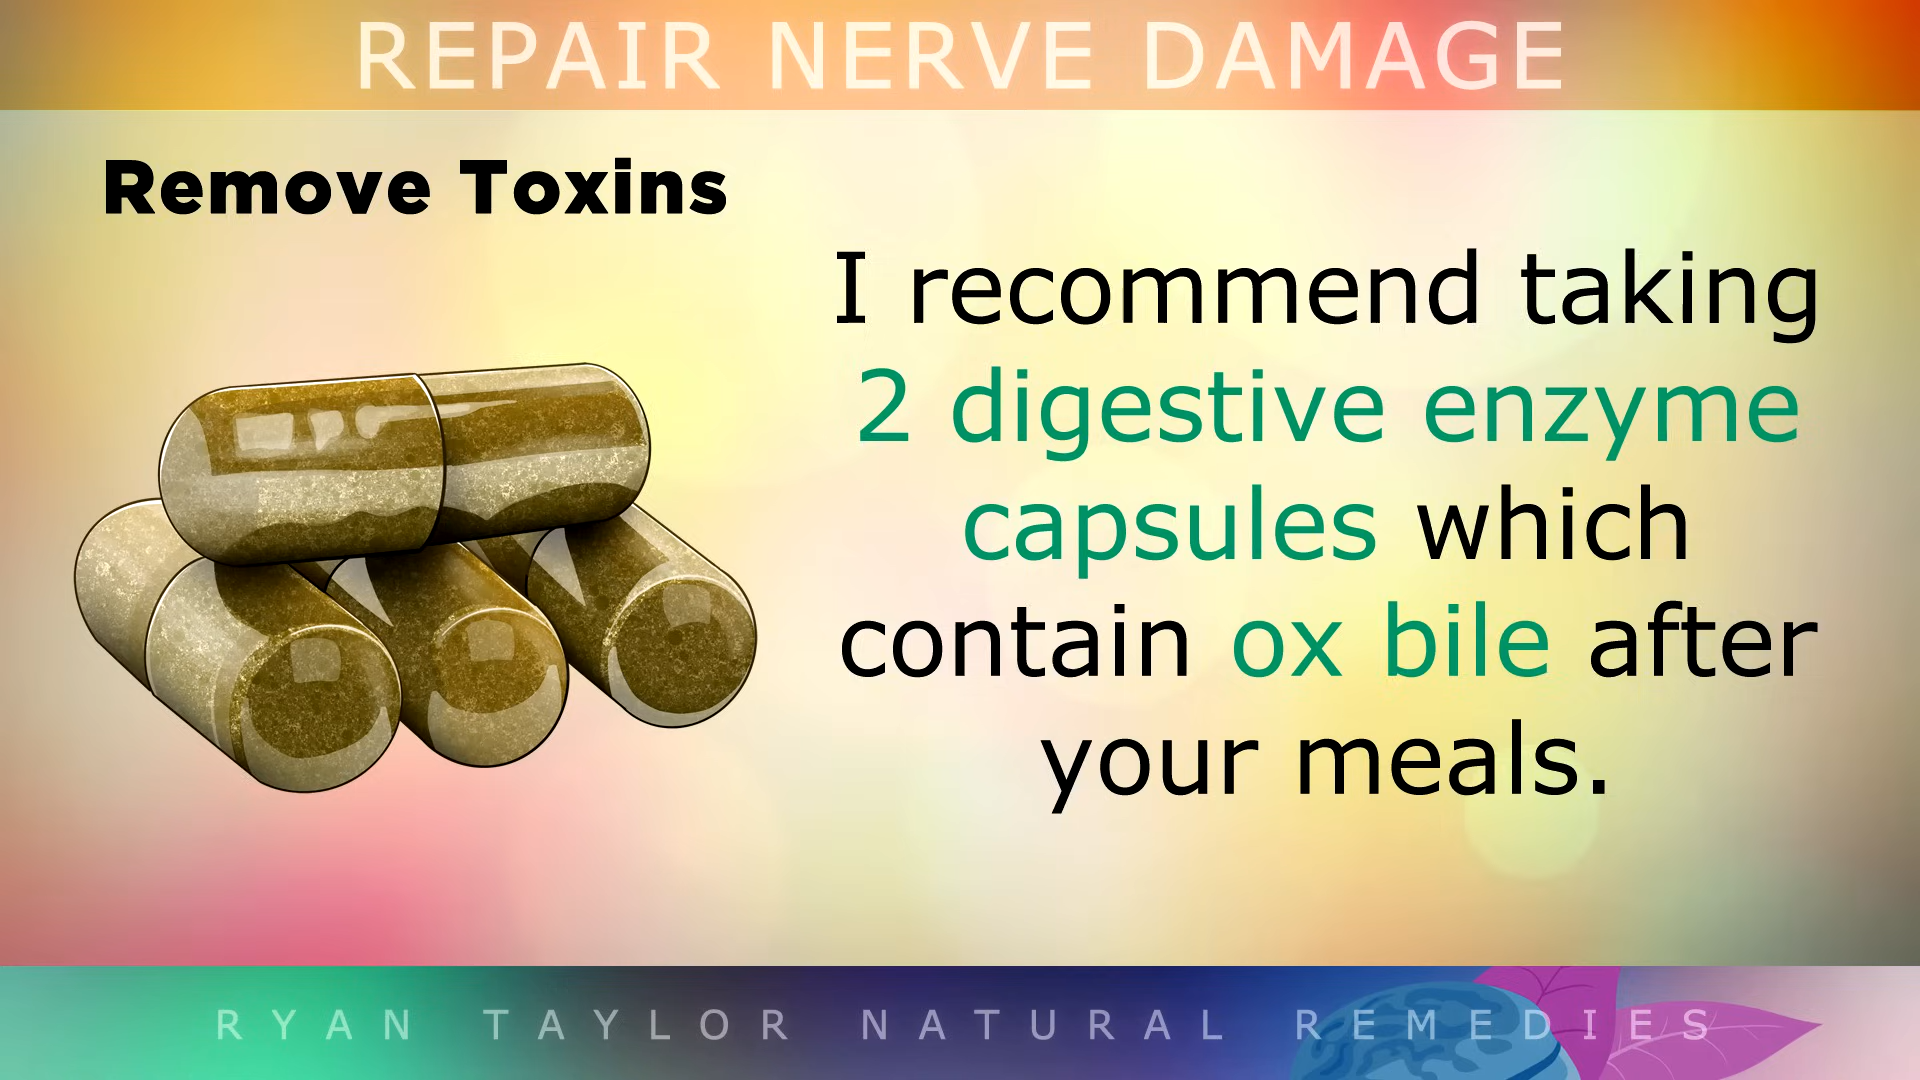 REPAIR NERVE DAMAGE
Remove Toxins
I recommend taking
2 digestive enzyme
capsules which
contain ox bile after
your meals.
RYAN TAYLOR NATURAL REMEDIES